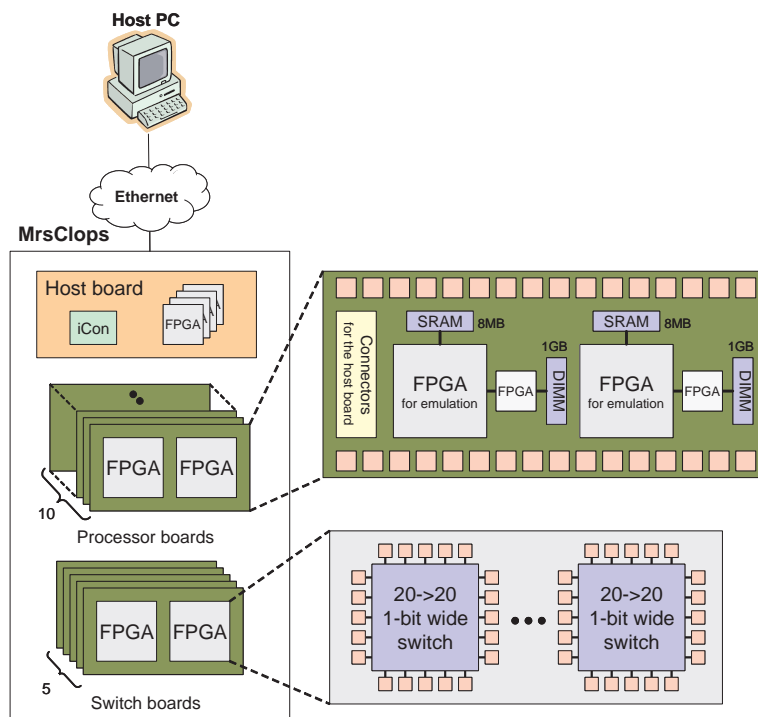 Host PC
Ethernet
MrsClops
Host board
iCon
FPGA
FPGA FPGA
10
Processor boards
FPGA FPGA
5
Switch boards
Connectors
for the host board
SRAM 8MB
FPGA
for emulation
FPGA
1GB
DIMM
SRAM 8MB
FPGA
for emulation
FPGA
1GB
DIMM
20->20
1-bit wide
switch
20->20
1-bit wide
switch